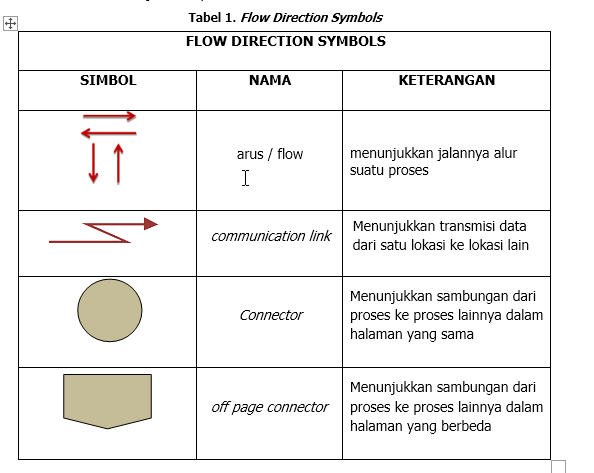 Tabel 1. Flow Direction Symbols
FLOW DIRECTION SYMBOLS
SIMBOL NAMA KETERANGAN
arus / flow
menunjukkan jalannya alur
suatu proses
communication link
Menunjukkan transmisi data
dari satu lokasi ke lokasi lain
Connector
Menunjukkan sambungan dari
proses ke proses lainnya dalam
halaman yang sama
off page connector
Menunjukkan sambungan dari
proses ke proses lainnya dalam
halaman yang berbeda